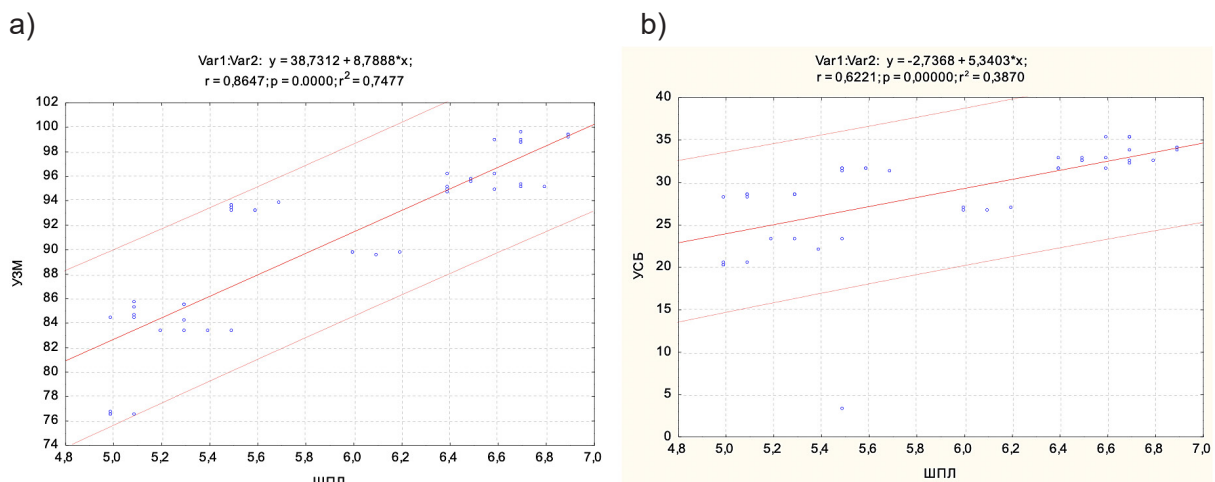 a)
Var1:Var2: y = 38,7312 + 8,7888*x;
r = 0,8647; p = 0.0000; r² = 0,7477
102
100
98
96
94
92
90
88
86
84
82
80
78
76
74
УЗМ
4,8 5,0 5,2 5,4 5,6 5,8 6,0 6,2 6,4 6,6 6,8 7,0
ШПЛ
b)
Var1:Var2: y = -2,7368 + 5,3403*x;
r = 0,6221; p = 0,00000; r² = 0,3870
40
35
30
25
20
15
10
5
0
УСБ
4,8 5,0 5,2 5,4 5,6 5,8 6,0 6,2 6,4 6,6 6,8 7,0
ШПЛ